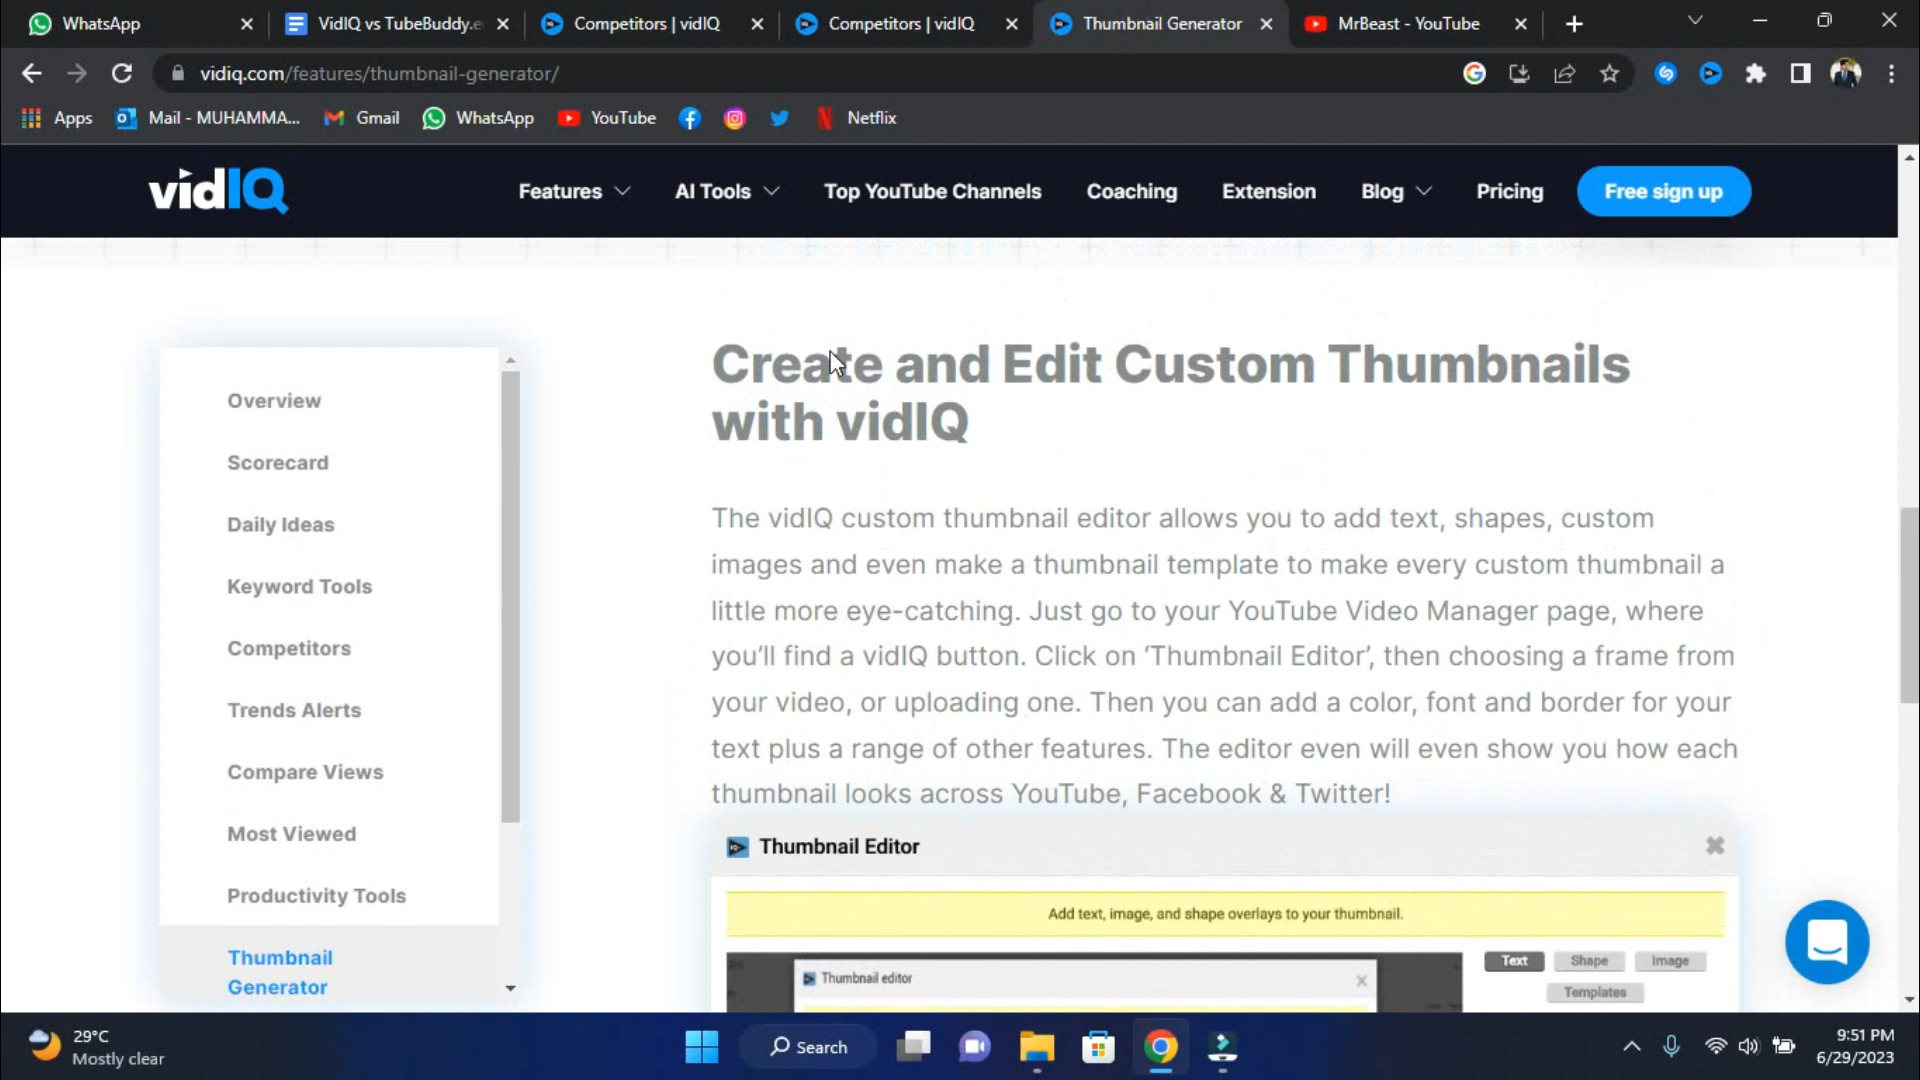 WhatsApp
VidIQ vs TubeBuddy.e
Competitors | vidIQ
Competitors | vidIQ
Thumbnail Generator
MrBeast - YouTube
vidiq.com/features/thumbnail-generator/
Apps
Mail - MUHAMMA...
Gmail
WhatsApp
YouTube
Netflix
vidIQ
Features
AI Tools
Top YouTube Channels
Coaching
Extension
Blog
Pricing
Free sign up
Overview
Scorecard
Daily Ideas
Keyword Tools
Competitors
Trends Alerts
Compare Views
Most Viewed
Productivity Tools
Thumbnail
Generator
Create and Edit Custom Thumbnails
with vidIQ
The vidIQ custom thumbnail editor allows you to add text, shapes, custom
images and even make a thumbnail template to make every custom thumbnail a
little more eye-catching. Just go to your YouTube Video Manager page, where
you’ll find a vidIQ button. Click on ‘Thumbnail Editor’, then choosing a frame from
your video, or uploading one. Then you can add a color, font and border for your
text plus a range of other features. The editor even will even show you how each
thumbnail looks across YouTube, Facebook & Twitter!
Thumbnail Editor
Add text, image, and shape overlays to your thumbnail.
Thumbnail editor
Text
Shape
Image
Templates
29°C
Mostly clear
Search
9:51 PM
6/29/2023